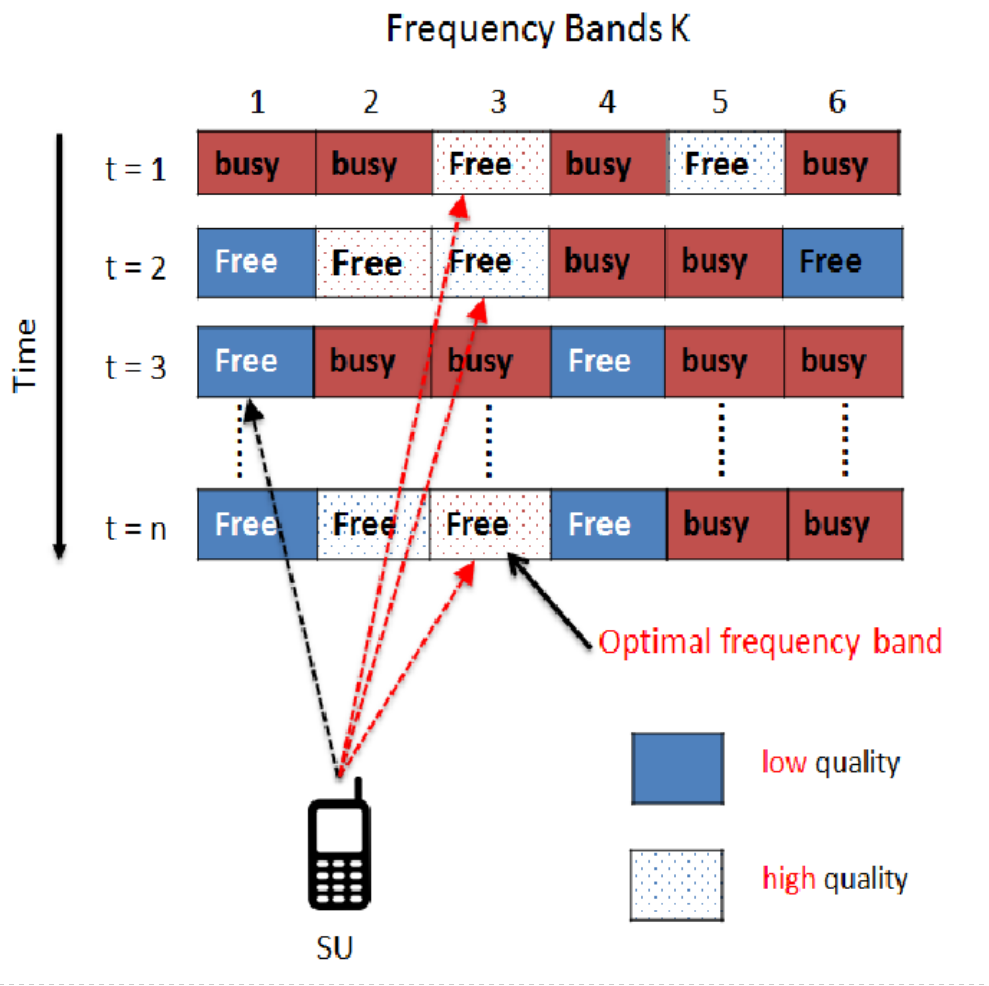 Frequency Bands K
1 2 3 4 5 6
t = 1 busy busy Free busy Free busy
t = 2 Free Free Free busy busy Free
Time
t = 3 Free busy busy Free busy busy
t = n Free Free Free Free busy busy
Optimal frequency band
low quality
high quality
SU